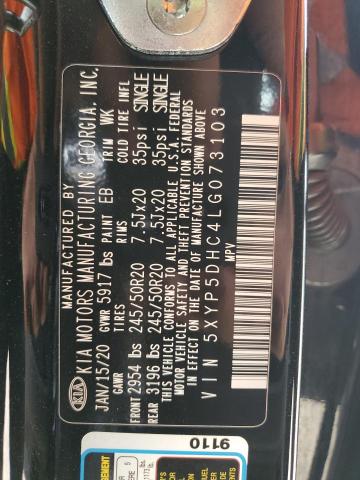 MANUFACTURED BY
KIA KIA MOTORS MANUFACTURING GEORGIA, INC.
JAN/15/20 GVWR 5917 lbs PAINT EB TRIM WK
GAWR TIRES RIMS COLD TIRE INFL
FRONT 2954 lbs 245/50R20 7.5Jx20 35psi SINGLE
REAR 3196 lbs 245/50R20 7.5Jx20 35psi SINGLE
THIS VEHICLE CONFORMS TO ALL APPLICABLE U.S.A. FEDERAL
MOTOR VEHICLE SAFETY AND THEFT PREVENTION STANDARDS
IN EFFECT ON THE DATE OF MANUFACTURE SHOWN ABOVE
VIN 5XYP5DHC4LG073103
MPV
9110